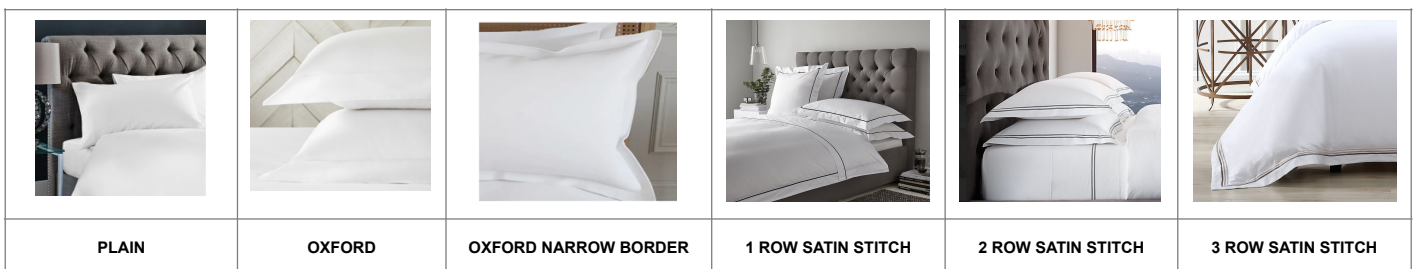 PLAIN
OXFORD
OXFORD NARROW BORDER
1 ROW SATIN STITCH
2 ROW SATIN STITCH
3 ROW SATIN STITCH